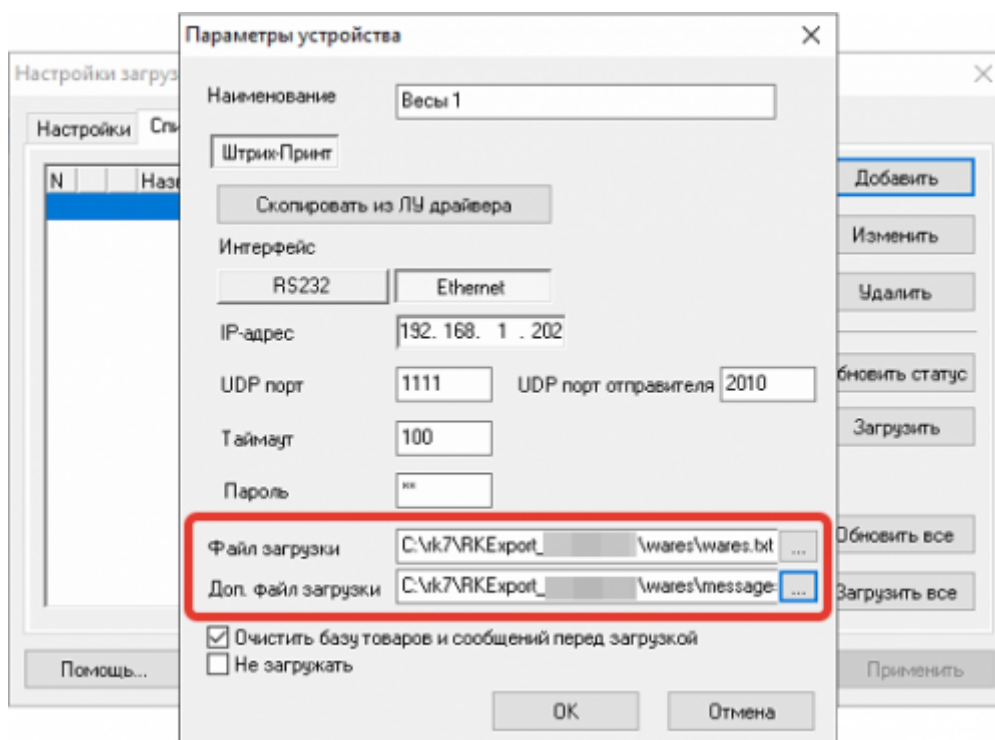 Параметры устройства
Настройки
Наименование
Весы 1
Настройки
Штрих-Принт
N
Добавить
Скопировать из ЛУ драйвера
Изменить
Интерфейс
RS232
Ethernet
Удалить
IP-адрес
192. 168. 1 . 202
UDP порт
1111
UDP порт отправителя
2010
бновить статус
Таймаут
100
Загрузить
Пароль
**
Файл загрузки
C:\rk7\RKExport_ \wares\wares.txt
...
Обновить все
Доп. файл загрузки
C:\rk7\RKExport_ \wares\message
...
Загрузить все
Очистить базу товаров и сообщений перед загрузкой
Не загружать
Помощь...
Применить
OK
Отмена